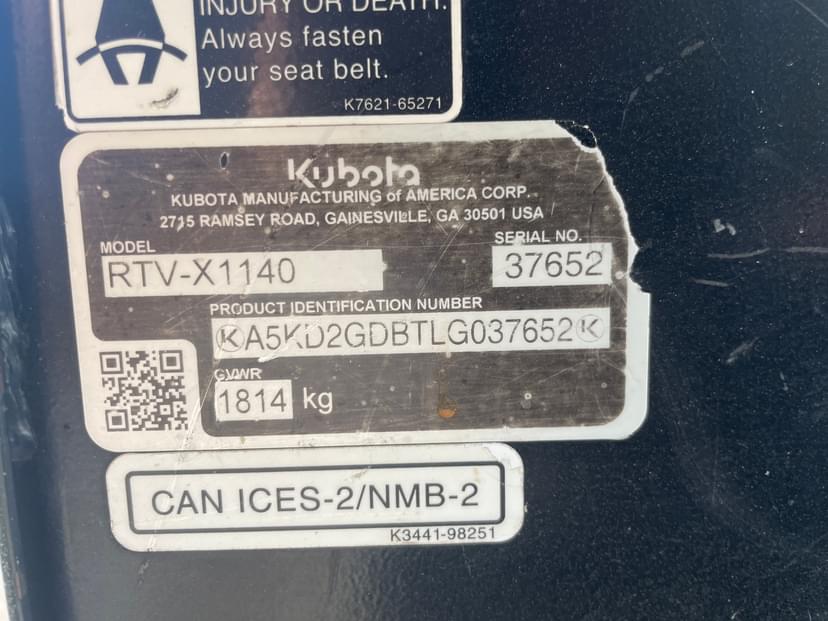 INJURY OR DEATH.
Always fasten
your seat belt.
K7621-65271
Kubota
KUBOTA MANUFACTURING of AMERICA CORP.
2715 RAMSEY ROAD, GAINESVILLE, GA 30501 USA
MODEL
SERIAL NO.
RTV-X1140
37652
PRODUCT IDENTIFICATION NUMBER
A5KD2GDBTLG037652
GVWR
1814 kg
CAN ICES-2/NMB-2
K3441-98251